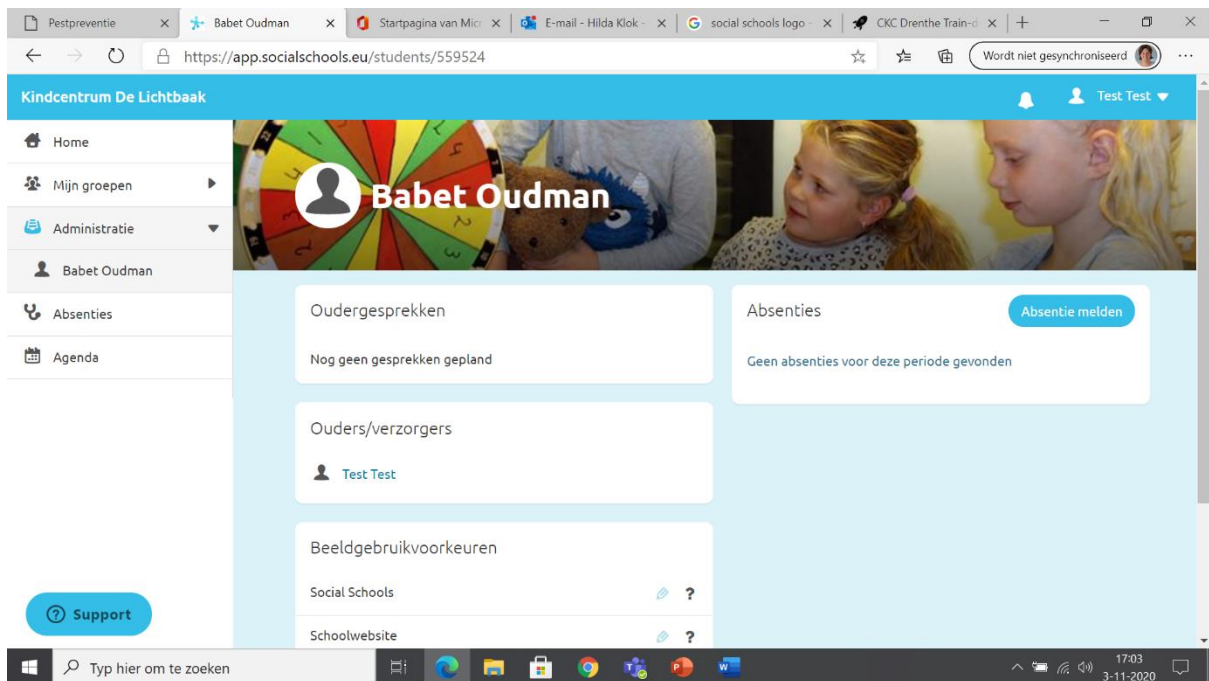 Pestpreventie
Babet Oudman
Startpagina van Micr
E-mail - Hilda Klok -
social schools logo -
CKC Drenthe Train-d
https://app.socialschools.eu/students/559524
Wordt niet gesynchroniseerd
Kindcentrum De Lichtbaak
Test Test
Home
Mijn groepen
Administratie
Babet Oudman
Absenties
Agenda
Support
Babet Oudman
Oudergesprekken
Nog geen gesprekken gepland
Ouders/verzorgers
Test Test
Beeldgebruikvoorkeuren
Social Schools ?
Schoolwebsite ?
Absenties
Absentie melden
Geen absenties voor deze periode gevonden
Typ hier om te zoeken
17:03
3-11-2020